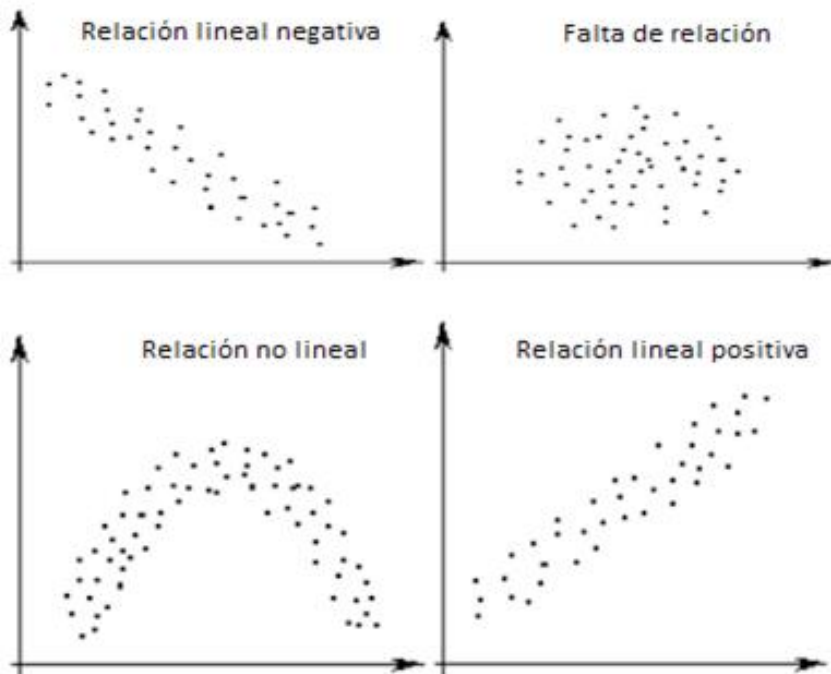 Relación lineal negativa
Falta de relación
Relación no lineal
Relación lineal positiva